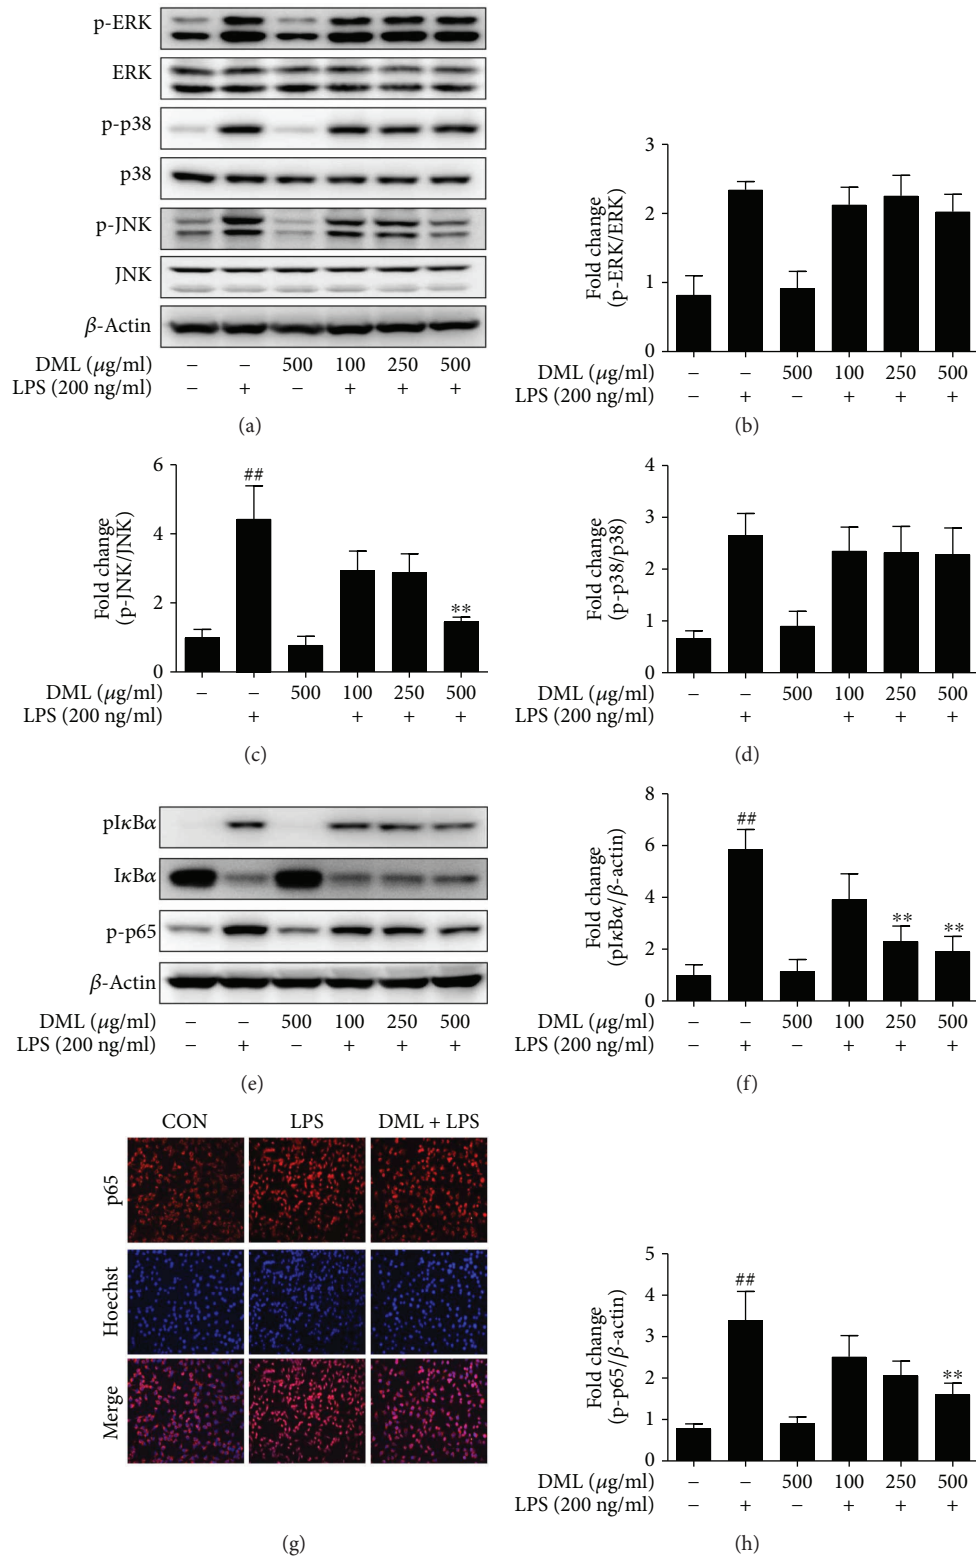 p-ERK
ERK
p-p38
p38
p-JNK
JNK
β-Actin
DML (μg/ml) − − 500 100 250 500
LPS (200 ng/ml) − + − + + +
(a)
3
2
1
0
Fold change
(p-ERK/ERK)
DML (μg/ml) − − 500 100 250 500
LPS (200 ng/ml) − + − + + +
(b)
6
4
2
0
Fold change
(p-JNK/JNK)
##
**
DML (μg/ml) − − 500 100 250 500
LPS (200 ng/ml) − + − + + +
(c)
4
3
2
1
0
Fold change
(p-p38/p38)
DML (μg/ml) − − 500 100 250 500
LPS (200 ng/ml) − + − + + +
(d)
pIκBα
IκBα
p-p65
β-Actin
DML (μg/ml) − − 500 100 250 500
LPS (200 ng/ml) − + − + + +
(e)
8
6
4
2
0
Fold change
(pIκBα/β-actin)
##
** **
DML (μg/ml) − − 500 100 250 500
LPS (200 ng/ml) − + − + + +
(f)
CON LPS DML + LPS
p65
Hoechst
Merge
(g)
5
4
3
2
1
0
Fold change
(p-p65/β-actin)
##
**
DML (μg/ml) − − 500 100 250 500
LPS (200 ng/ml) − + − + + +
(h)